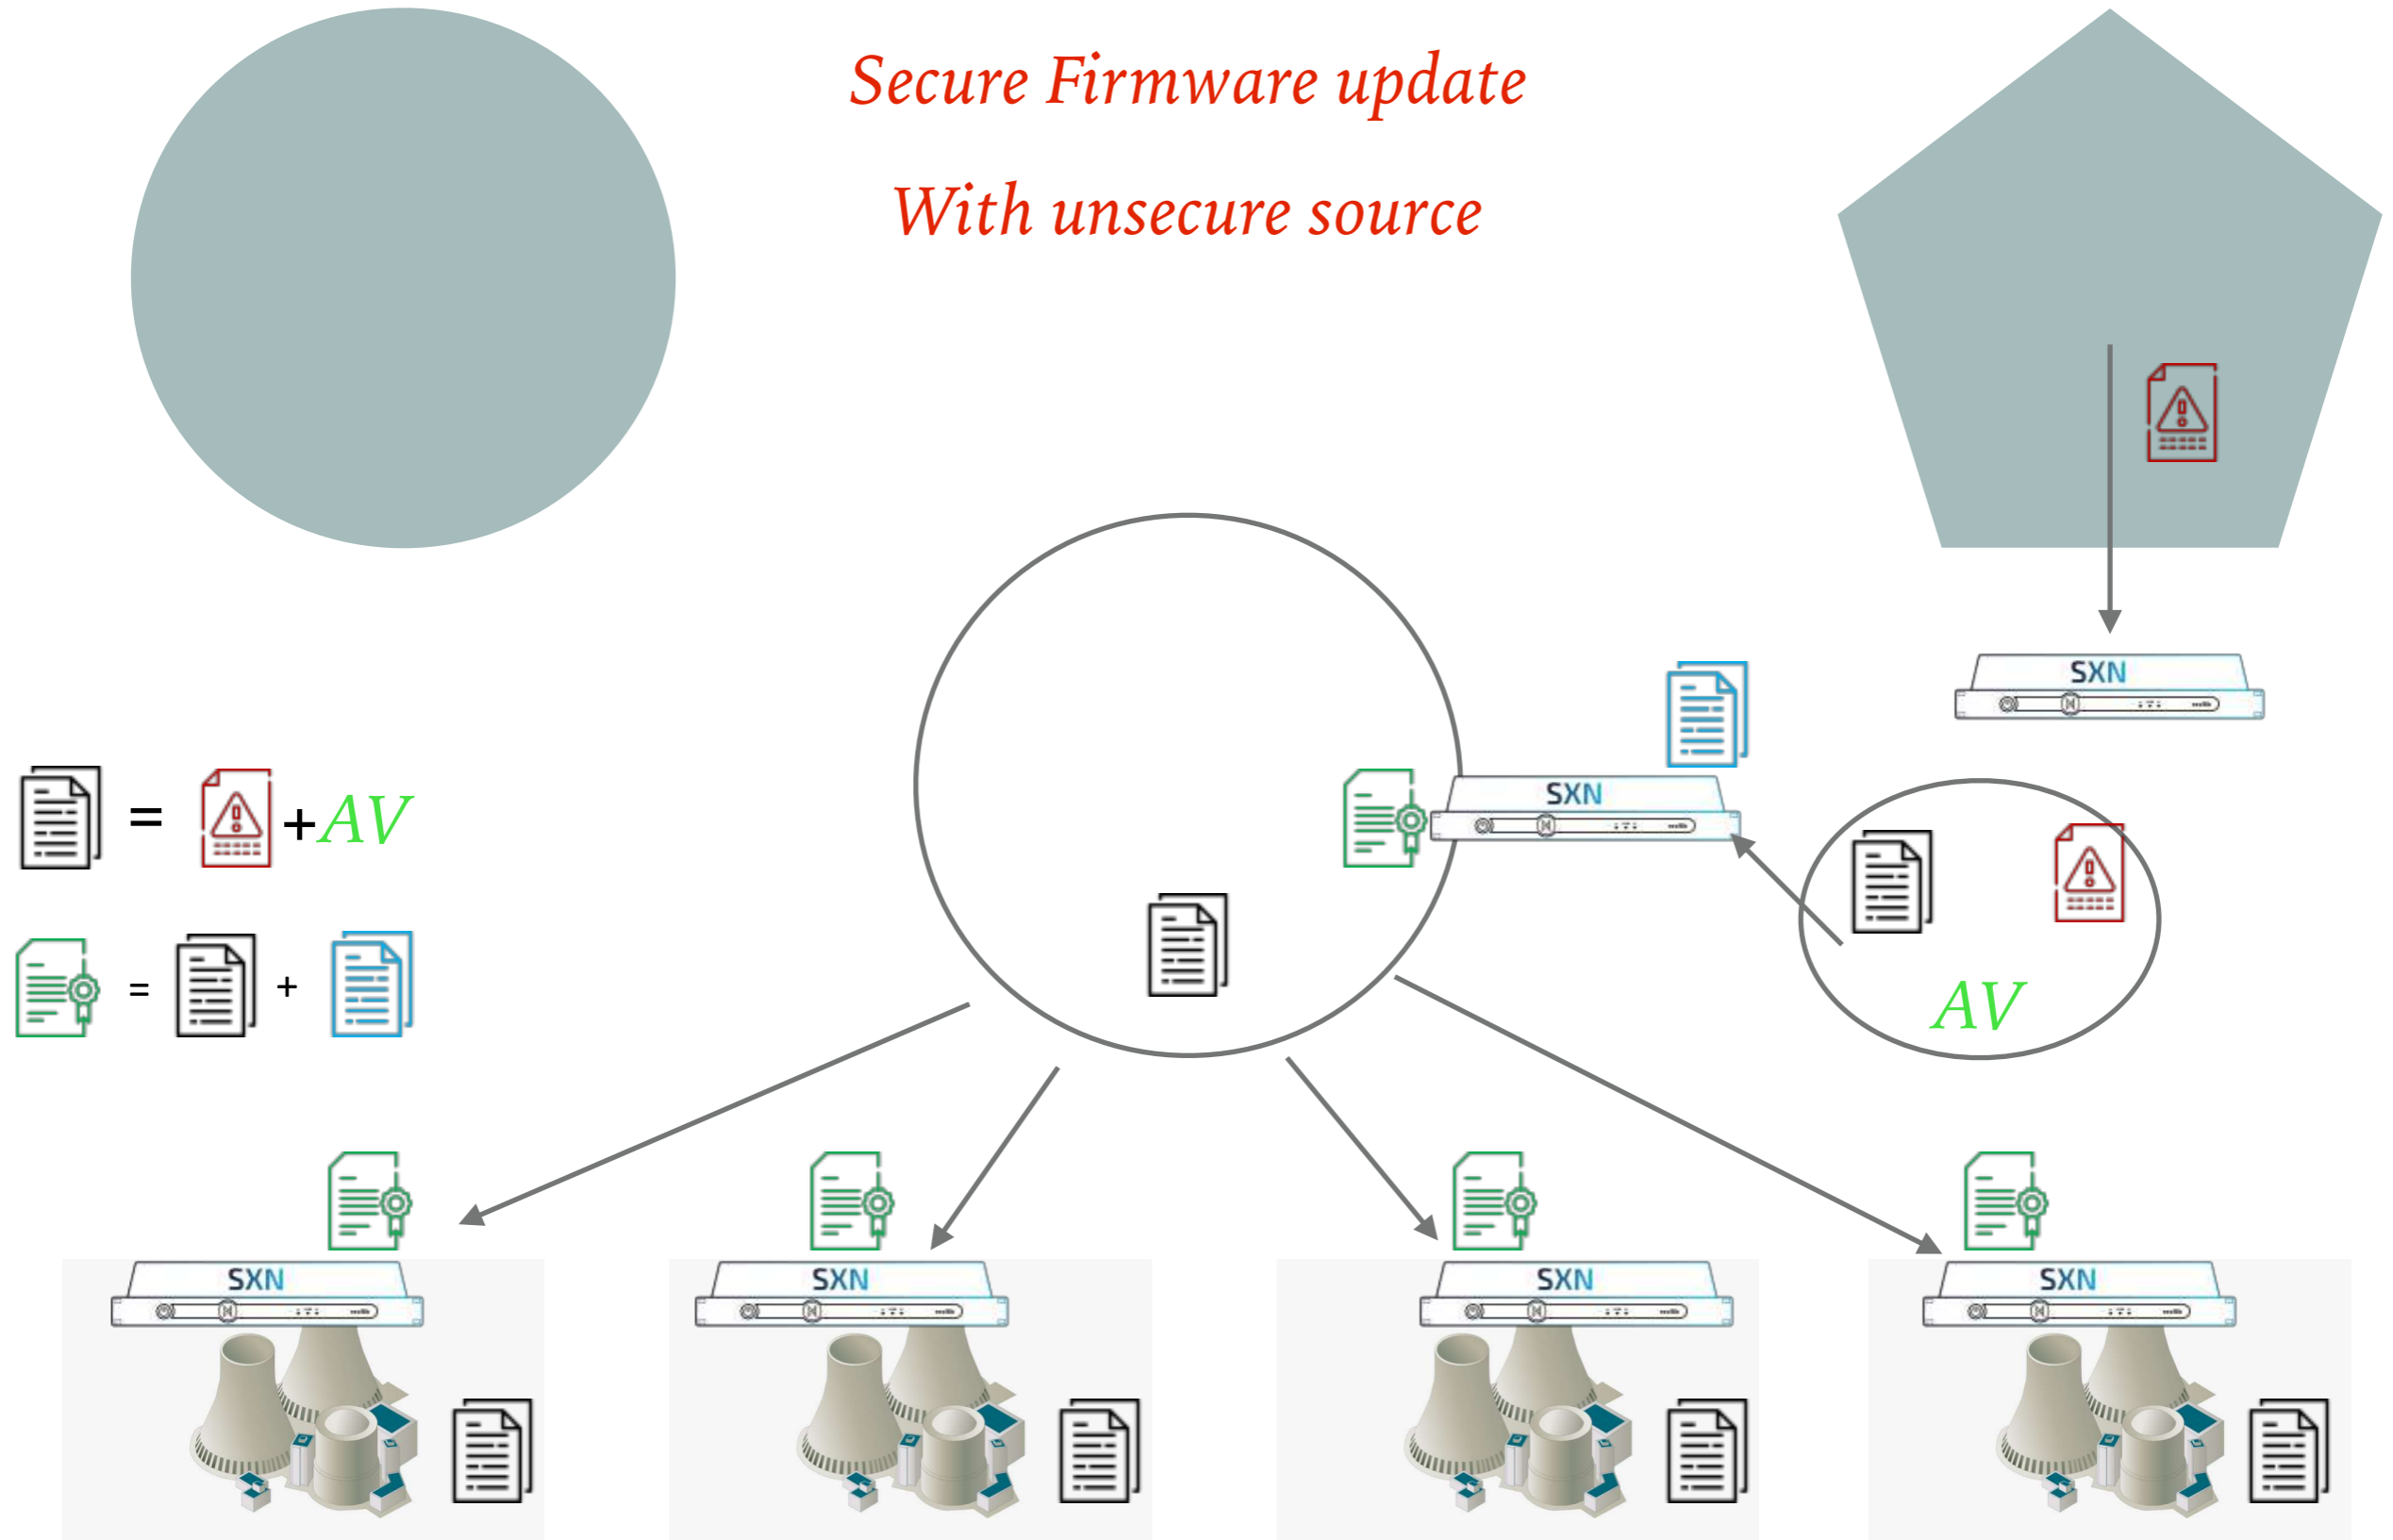 Secure Firmware update
With unsecure source
SXN
SXN
= +AV
= +
AV
SXN
SXN
SXN
SXN